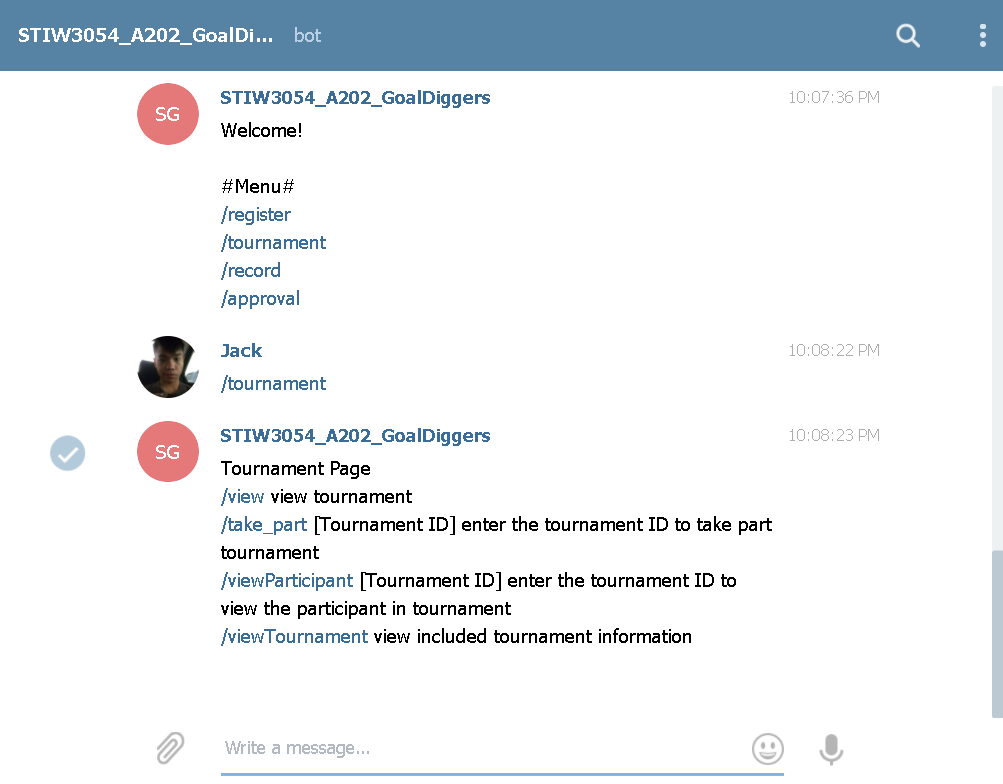 STIW3054_A202_GoalDi... bot
STIW3054_A202_GoalDiggers 10:07:36 PM
SG
Welcome!
#Menu#
/register
/tournament
/record
/approval
Jack 10:08:22 PM
/tournament
STIW3054_A202_GoalDiggers 10:08:23 PM
SG
Tournament Page
/view view tournament
/take_part [Tournament ID] enter the tournament ID to take part
tournament
/viewParticipant [Tournament ID] enter the tournament ID to
view the participant in tournament
/viewTournament view included tournament information
Write a message...